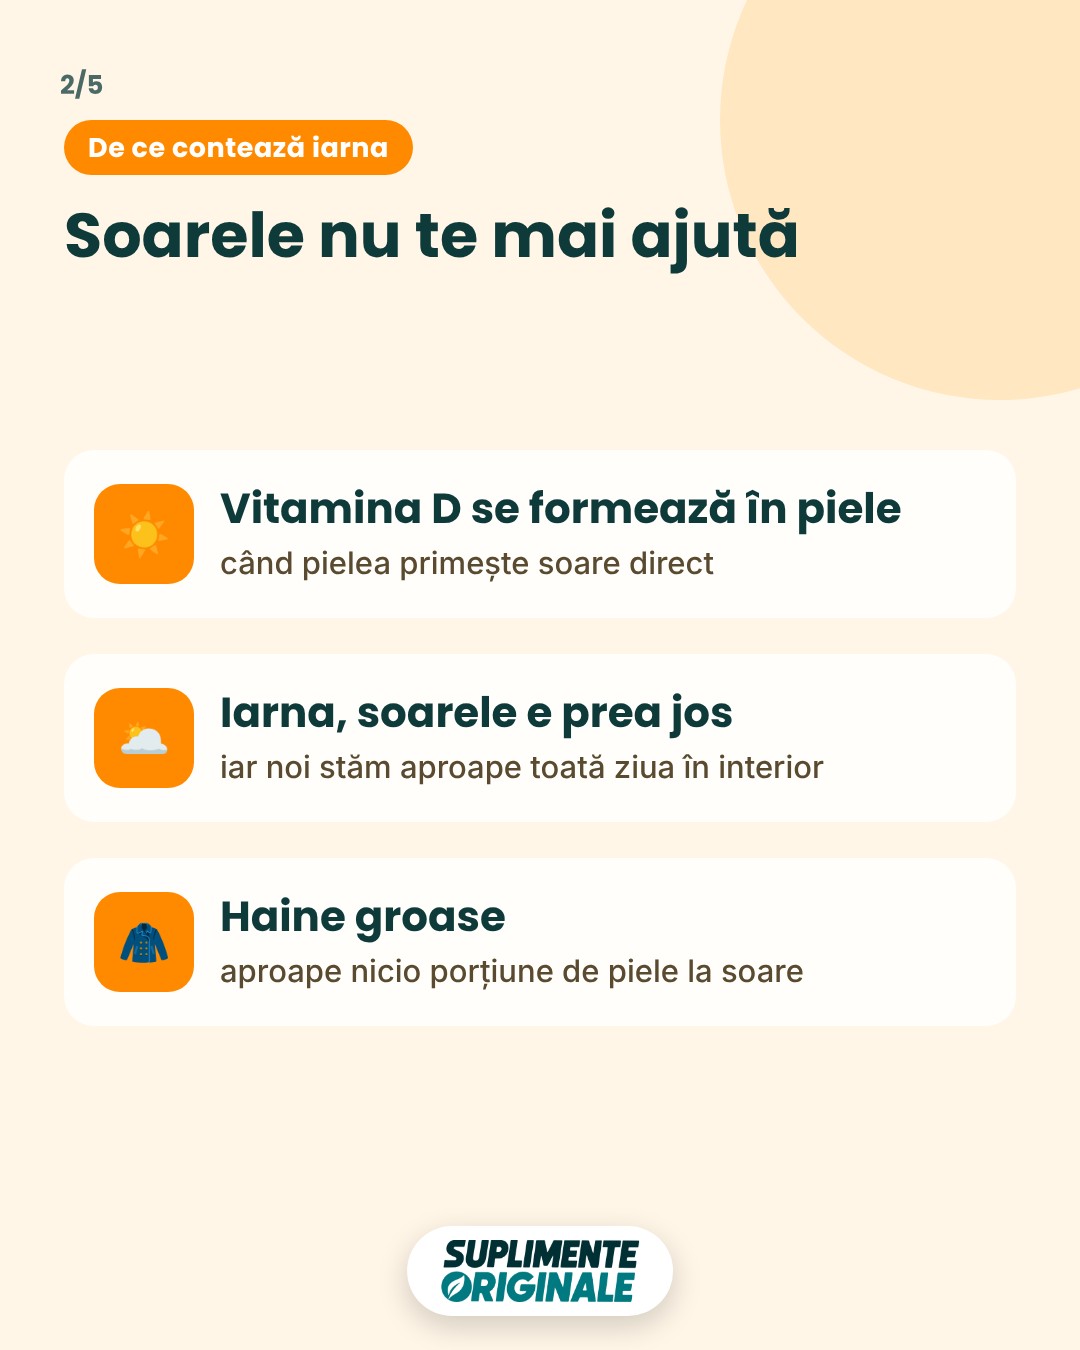 2/5
De ce contează iarna
Soarele nu te mai ajută
Vitamina D se formează în piele
când pielea primește soare direct
Iarna, soarele e prea jos
iar noi stăm aproape toată ziua în interior
Haine groase
aproape nicio porțiune de piele la soare
SUPLIMENTE
ORIGINALE